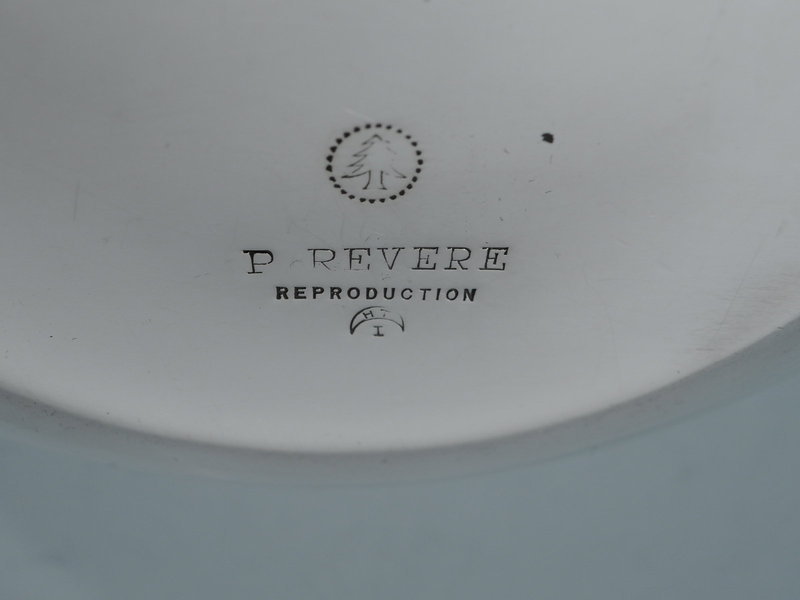 P REVERE
REPRODUCTION
H T
I